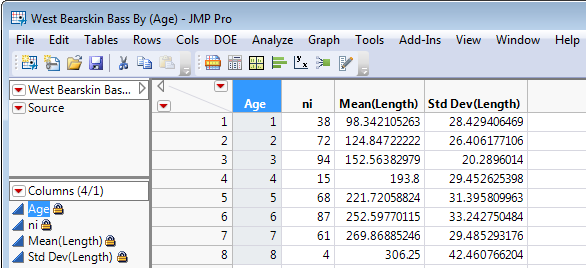 West Bearskin Bass By (Age) - JMP Pro
File Edit Tables Rows Cols DOE Analyze Graph Tools Add-Ins View Window Help
West Bearskin Bas...
Source
Columns (4/1)
Age
ni
Mean(Length)
Std Dev(Length)
Age ni Mean(Length) Std Dev(Length)
1 1 38 98.342105263 28.429406469
2 2 72 124.84722222 26.406177106
3 3 94 152.56382979 20.2896014
4 4 15 193.8 29.452625398
5 5 68 221.72058824 31.395809963
6 6 87 252.59770115 33.242750484
7 7 61 269.86885246 29.485293176
8 8 4 306.25 42.460766204